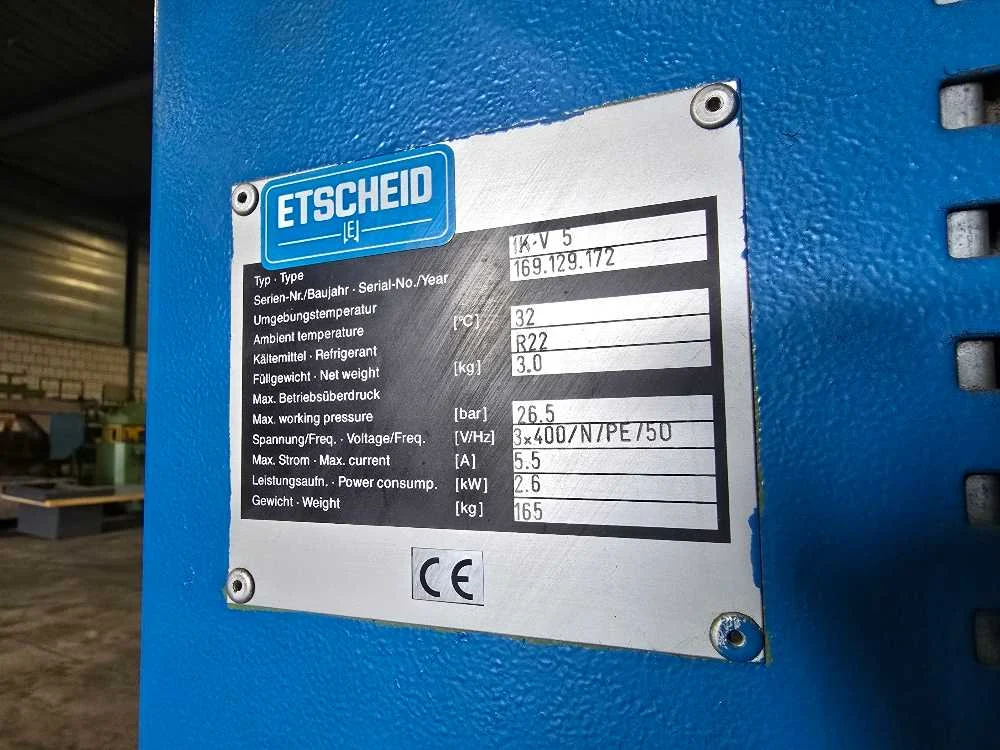 ETSCHEID
[E]
Typ · Type 1K-V 5
Serien-Nr./Baujahr · Serial-No./Year 169.129.172
Umgebungstemperatur
Ambient temperature [°C] 32
Kältemittel · Refrigerant R22
Füllgewicht · Net weight [kg] 3.0
Max. Betriebsüberdruck
Max. working pressure [bar] 26.5
Spannung/Freq. · Voltage/Freq. [V/Hz] 3x400/N/PE/50
Max. Strom · Max. current [A] 5.5
Leistungsaufn. · Power consump. [kW] 2.6
Gewicht · Weight [kg] 165
CE